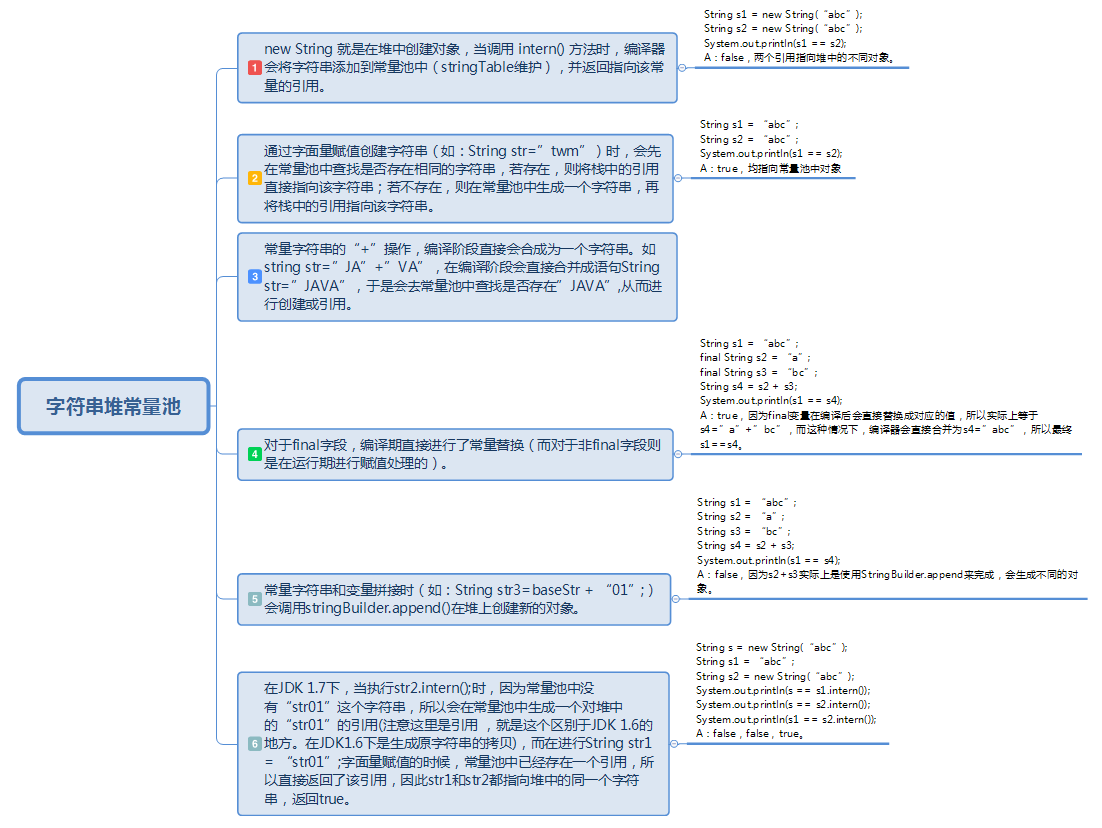 字符串堆常量池
new String 就是在堆中创建对象，当调用 intern() 方法时，编译器
会将字符串添加到常量池中（stringTable维护），并返回指向该常
量的引用。
String s1 = new String(“abc”);
String s2 = new String(“abc”);
System.out.println(s1 == s2);
A：false，两个引用指向堆中的不同对象。
通过字面量赋值创建字符串（如：String str=”twm”）时，会先
在常量池中查找是否存在相同的字符串，若存在，则将栈中的引用
直接指向该字符串；若不存在，则在常量池中生成一个字符串，再
将栈中的引用指向该字符串。
String s1 = “abc”;
String s2 = “abc”;
System.out.println(s1 == s2);
A：true，均指向常量池中对象
常量字符串的“+”操作，编译阶段直接会合成为一个字符串。如
string str=”JA”+”VA”，在编译阶段会直接合并成语句String
str=”JAVA”，于是会去常量池中查找是否存在”JAVA”,从而进
行创建或引用。
对于final字段，编译期直接进行了常量替换（而对于非final字段则
是在运行期进行赋值处理的）。
String s1 = “abc”;
final String s2 = “a”;
final String s3 = “bc”;
String s4 = s2 + s3;
System.out.println(s1 == s4);
A：true，因为final变量在编译后会直接替换成对应的值，所以实际上等于
s4=”a”+”bc”，而这种情况下，编译器会直接合并为s4=”abc”，所以最终
s1==s4。
常量字符串和变量拼接时（如：String str3=baseStr + “01”;）
会调用stringBuilder.append()在堆上创建新的对象。
String s1 = “abc”;
String s2 = “a”;
String s3 = “bc”;
String s4 = s2 + s3;
System.out.println(s1 == s4);
A：false，因为s2+s3实际上是使用StringBuilder.append来完成，会生成不同的对
象。
在JDK 1.7下，当执行str2.intern();时，因为常量池中没
有“str01”这个字符串，所以会在常量池中生成一个对堆中
的“str01”的引用(注意这里是引用 ，就是这个区别于JDK 1.6的
地方。在JDK1.6下是生成原字符串的拷贝)，而在进行String str1
= “str01”;字面量赋值的时候，常量池中已经存在一个引用，所
以直接返回了该引用，因此str1和str2都指向堆中的同一个字符
串，返回true。
String s = new String(“abc”);
String s1 = “abc”;
String s2 = new String(“abc”);
System.out.println(s == s1.intern());
System.out.println(s == s2.intern());
System.out.println(s1 == s2.intern());
A：false，false，true。
1
2
3
4
5
6